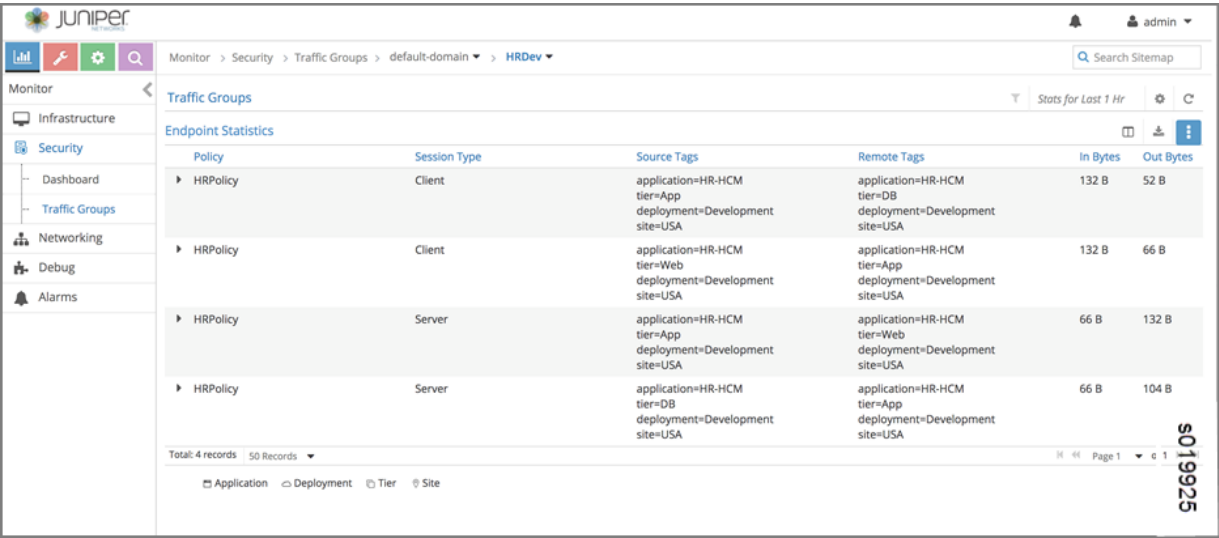 JUNIPER
NETWORKS
admin
Monitor > Security > Traffic Groups > default-domain > HRDev
Search Sitemap
Monitor
Infrastructure
Security
Dashboard
Traffic Groups
Networking
Debug
Alarms
Traffic Groups
Stats for Last 1 Hr
Endpoint Statistics
Policy Session Type Source Tags Remote Tags In Bytes Out Bytes
HRPolicy Client application=HR-HCM application=HR-HCM 132 B 52 B
tier=App tier=DB
deployment=Development deployment=Development
site=USA site=USA
HRPolicy Client application=HR-HCM application=HR-HCM 132 B 66 B
tier=Web tier=App
deployment=Development deployment=Development
site=USA site=USA
HRPolicy Server application=HR-HCM application=HR-HCM 66 B 132 B
tier=App tier=Web
deployment=Development deployment=Development
site=USA site=USA
HRPolicy Server application=HR-HCM application=HR-HCM 66 B 104 B
tier=DB tier=App
deployment=Development deployment=Development
site=USA site=USA
Total: 4 records 50 Records Page 1 1
Application Deployment Tier Site
s019925